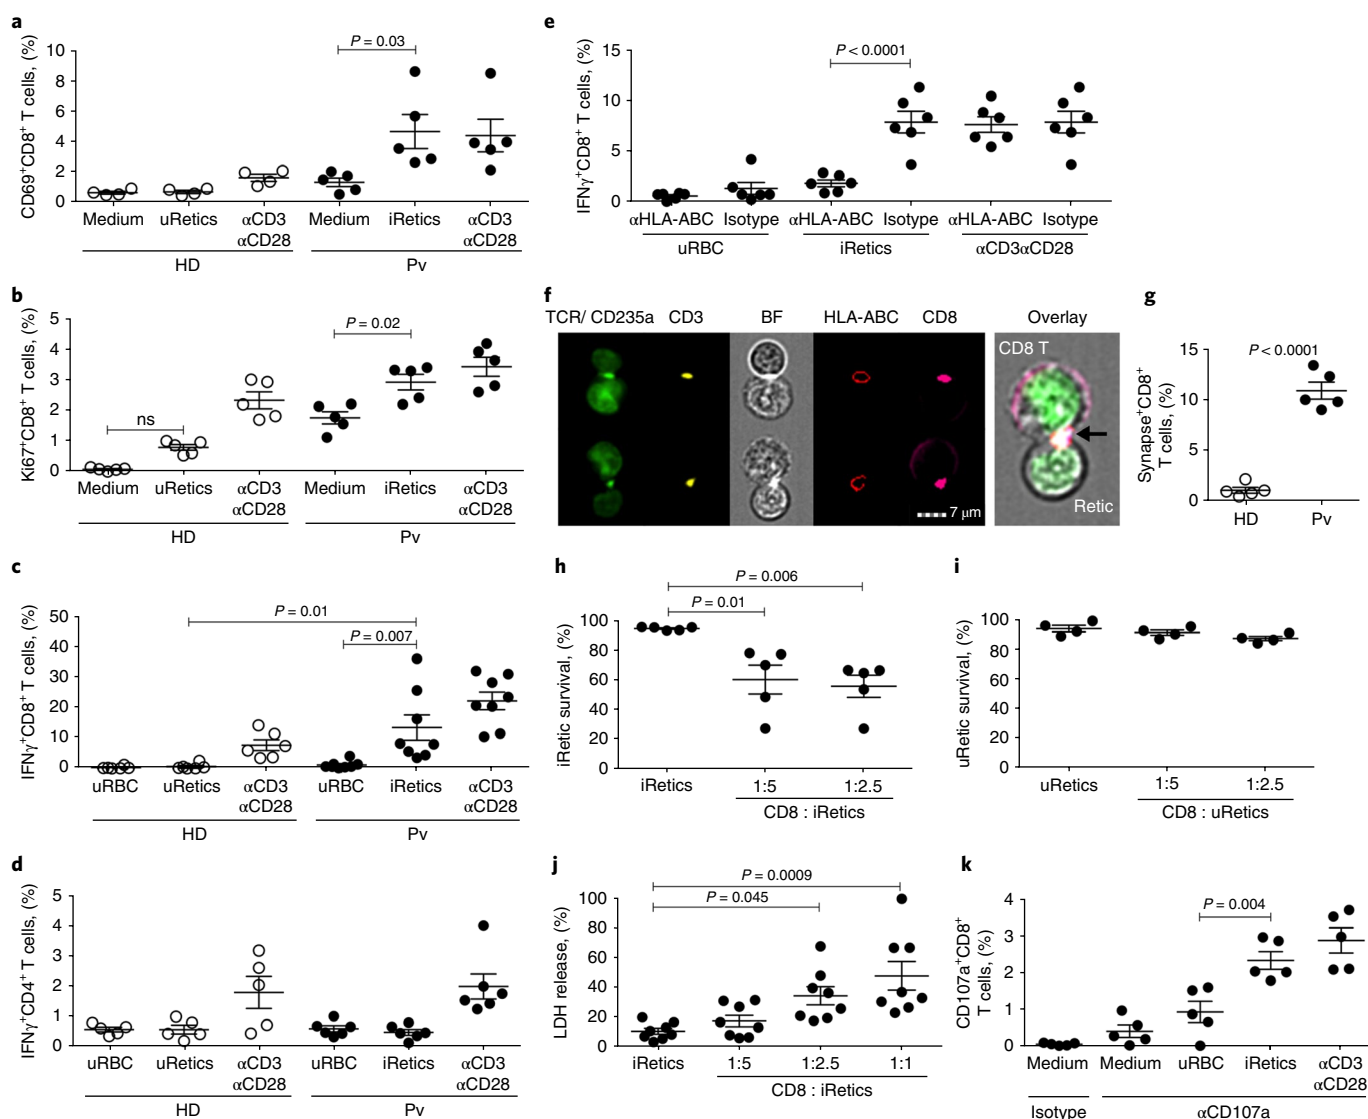 a
CD69⁺CD8⁺ T cells, (%)
10
8
6
4
2
0
P = 0.03
Medium uRetics αCD3 Medium iRetics αCD3
αCD28 αCD28
HD Pv
b
Ki67⁺CD8⁺ T cells, (%)
5
4
3
2
1
0
ns
P = 0.02
Medium uRetics αCD3 Medium iRetics αCD3
αCD28 αCD28
HD Pv
c
IFNγ⁺CD8⁺ T cells, (%)
50
40
30
20
10
0
P = 0.01
P = 0.007
uRBC uRetics αCD3 uRBC iRetics αCD3
αCD28 αCD28
HD Pv
d
IFNγ⁺CD4⁺ T cells, (%)
5
4
3
2
1
0
uRBC uRetics αCD3 uRBC iRetics αCD3
αCD28 αCD28
HD Pv
e
IFNγ⁺CD8⁺ T cells, (%)
15
10
5
0
P < 0.0001
αHLA-ABC Isotype αHLA-ABC Isotype αHLA-ABC Isotype
uRBC iRetics αCD3αCD28
f
TCR/ CD235a CD3 BF HLA-ABC CD8 Overlay
CD8 T
7 μm
Retic
g
Synapse⁺CD8⁺
T cells, (%)
15
10
5
0
P < 0.0001
HD Pv
h
iRetic survival, (%)
100
80
60
40
20
0
P = 0.006
P = 0.01
iRetics 1:5 1:2.5
CD8 : iRetics
i
uRetic survival, (%)
100
80
60
40
20
0
uRetics 1:5 1:2.5
CD8 : uRetics
j
LDH release, (%)
100
80
60
40
20
0
P = 0.0009
P = 0.045
iRetics 1:5 1:2.5 1:1
CD8 : iRetics
k
CD107a⁺CD8⁺
T cells, (%)
4
3
2
1
0
P = 0.004
Medium Medium uRBC iRetics αCD3
αCD28
Isotype αCD107a